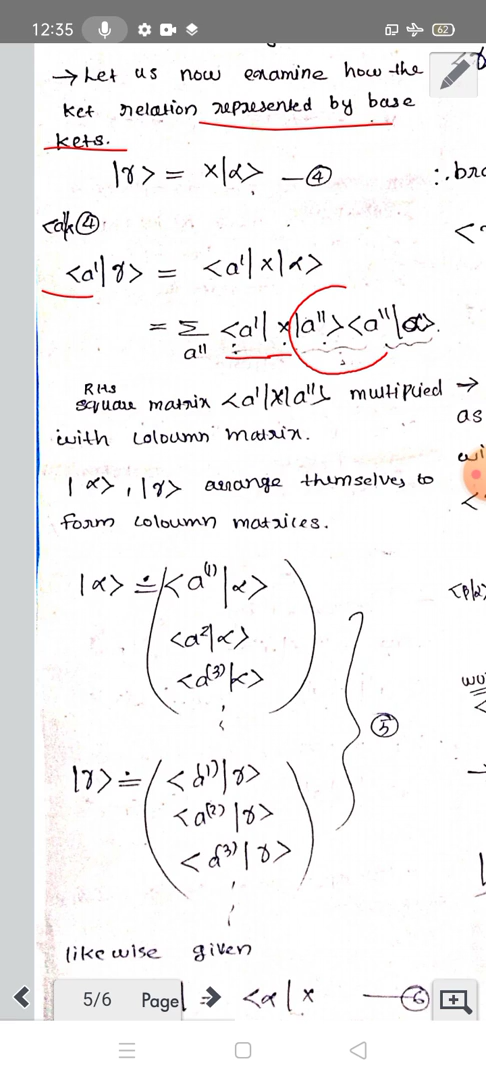 12:35
62
→ Let us now examine how the
ket relation represented by base
kets.
|γ> = X|α> — ④
∴ bra
④
<a'|γ> = <a'|X|α>
= Σ <a'|X|a''><a''|α>.
a''
RHS
square matrix <a'|X|a''> multiplied →
as
with coloumn matrix.
|α>, |γ> arrange themselves to
form coloumn matrices.
|α> ≐ <a⁽¹⁾|α>
<a²|α>
<a⁽³⁾|α>
⑤
|γ> ≐ <a⁽¹⁾|γ>
<a⁽²⁾|γ>
<a⁽³⁾|γ>
likewise given
5/6 Page
⇒ <α|X — ⑥